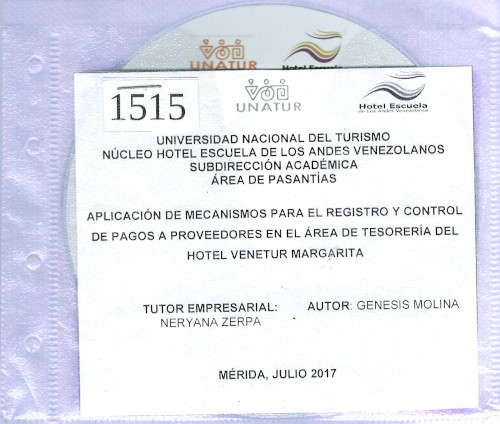 UNATUR
Hotel Escuela
1515
UNATUR
Hotel Escuela
de Los Andes Venezolanos
UNIVERSIDAD NACIONAL DEL TURISMO
NÚCLEO HOTEL ESCUELA DE LOS ANDES VENEZOLANOS
SUBDIRECCIÓN ACADÉMICA
ÁREA DE PASANTÍAS
APLICACIÓN DE MECANISMOS PARA EL REGISTRO Y CONTROL
DE PAGOS A PROVEEDORES EN EL ÁREA DE TESORERÍA DEL
HOTEL VENETUR MARGARITA
TUTOR EMPRESARIAL: AUTOR: GENESIS MOLINA
NERYANA ZERPA
MÉRIDA, JULIO 2017